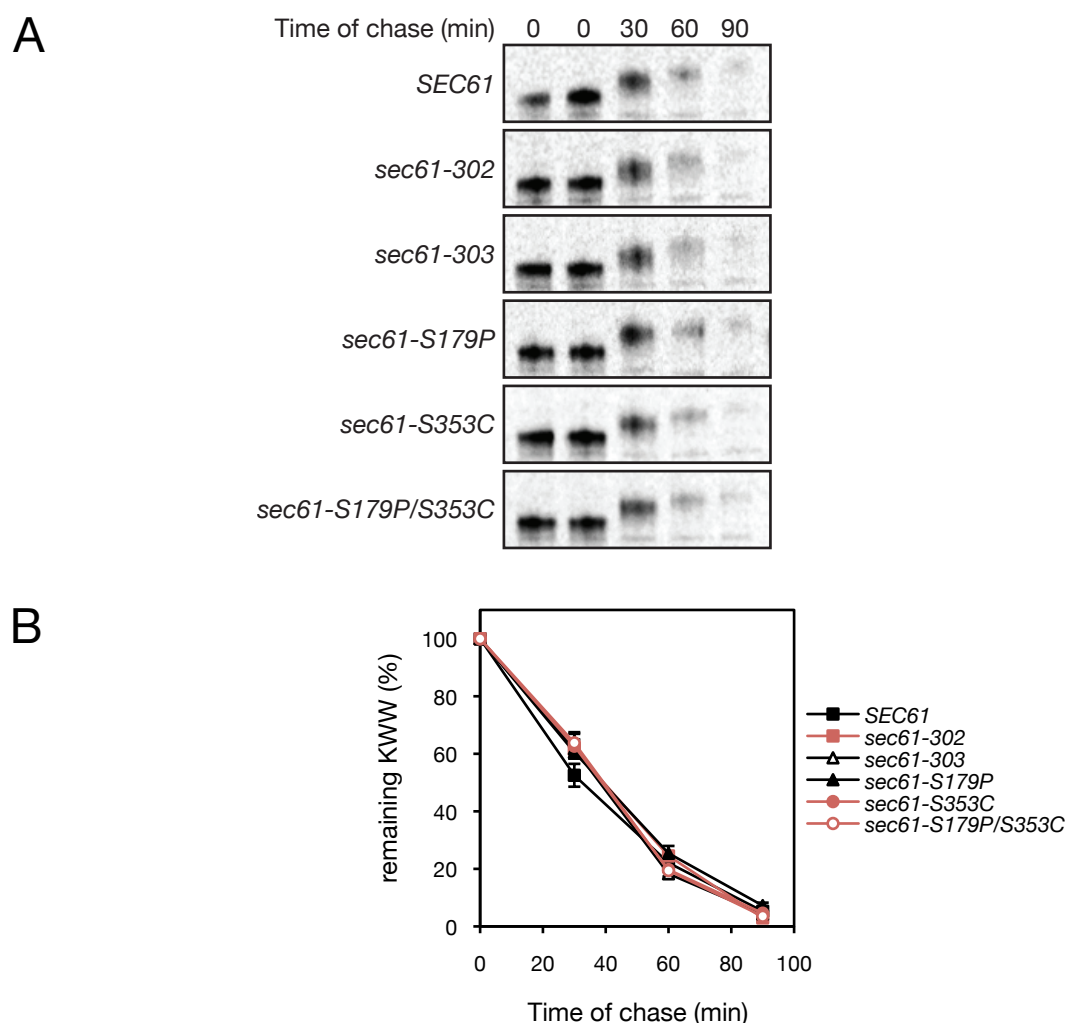 A
Time of chase (min) 0 0 30 60 90
SEC61
sec61-302
sec61-303
sec61-S179P
sec61-S353C
sec61-S179P/S353C
B
remaining KWW (%)
100
80
60
40
20
0
0 20 40 60 80 100
Time of chase (min)
SEC61
sec61-302
sec61-303
sec61-S179P
sec61-S353C
sec61-S179P/S353C